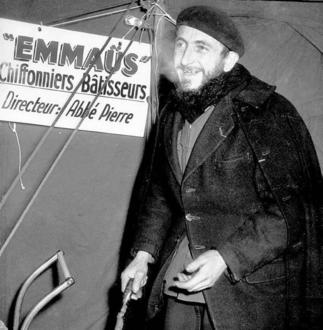 "EMMAÜS"
Chiffonniers Bâtisseurs
Directeur: Abbé Pierre